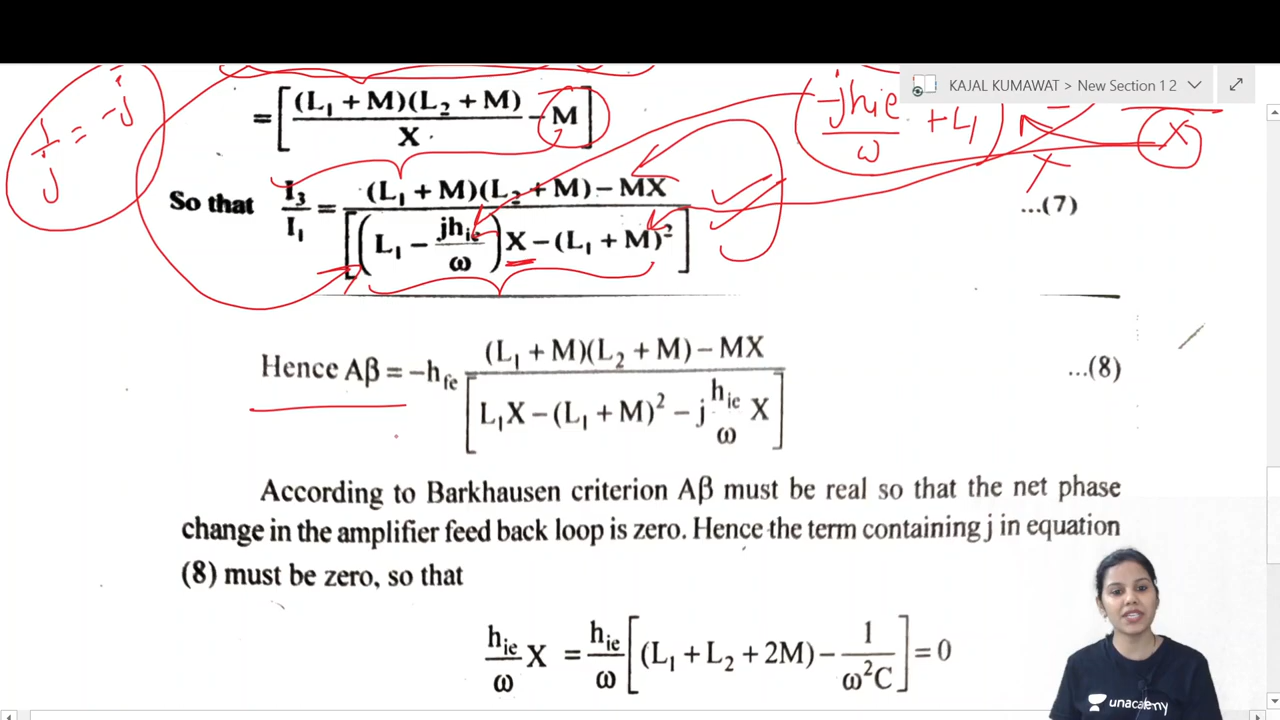 KAJAL KUMAWAT > New Section 1 2
1/j = -j
= [ (L₁ + M)(L₂ + M) / X - M ]
-jhie/ω + L₁
X
X
So that I₃/I₁ = (L₁ + M)(L₂ + M) – MX / [ (L₁ – jhᵢₑ/ω) X – (L₁ + M)² ] ...(7)
Hence Aβ = –h_fe (L₁ + M)(L₂ + M) – MX / [ L₁X – (L₁ + M)² – j hᵢₑ/ω X ] ...(8)
According to Barkhausen criterion Aβ must be real so that the net phase
change in the amplifier feed back loop is zero. Hence the term containing j in equation
(8) must be zero, so that
hᵢₑ/ω X = hᵢₑ/ω [ (L₁ + L₂ + 2M) – 1/ω²C ] = 0
unacademy